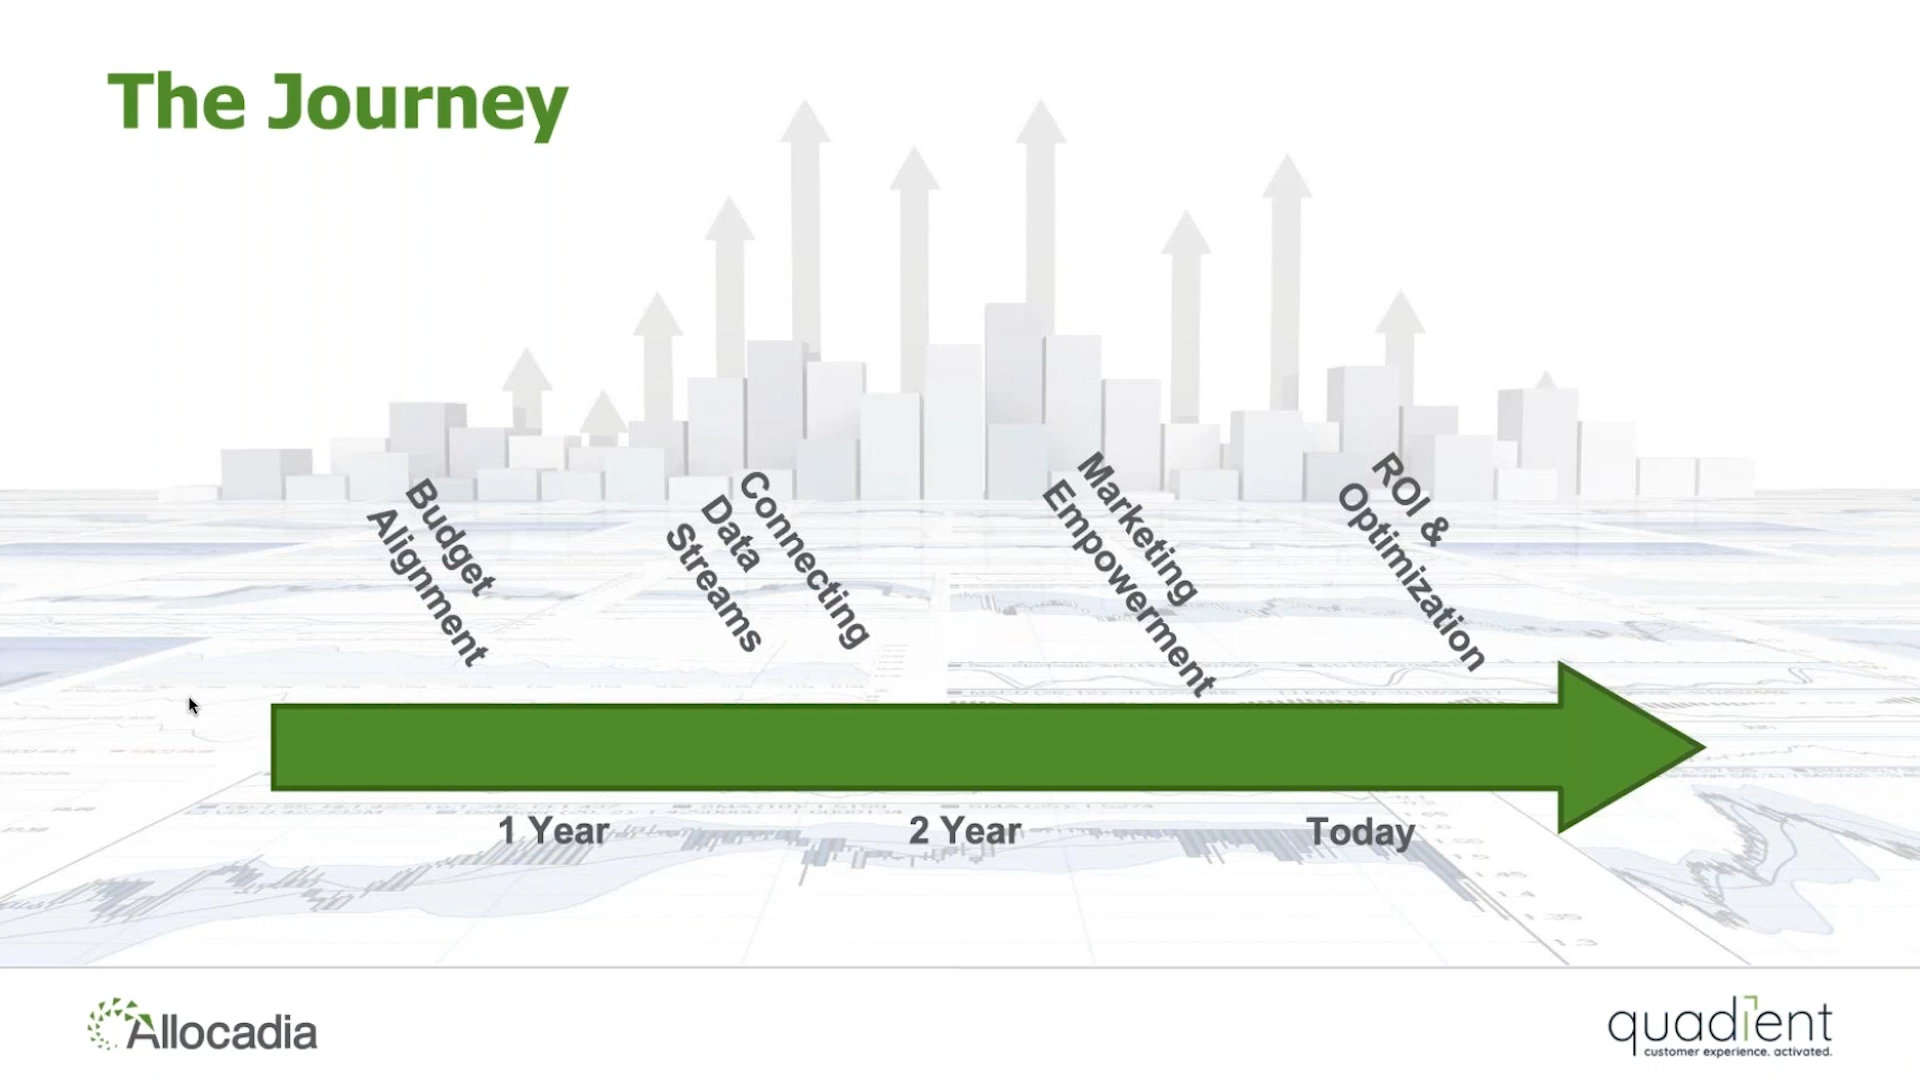 The Journey
Budget
Alignment
Connecting
Data
Streams
Marketing
Empowerment
ROI &
Optimization
1 Year
2 Year
Today
Allocadia
quadient
customer experience. activated.